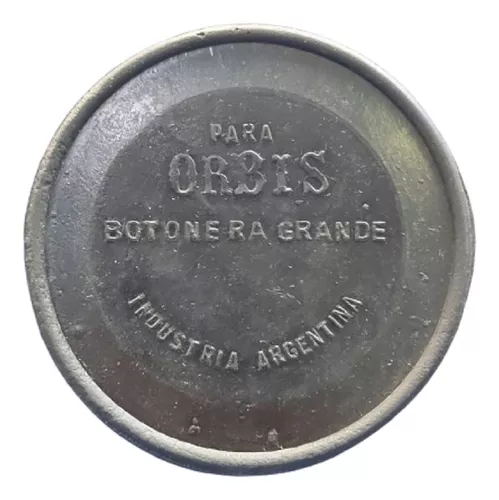 PARA
ORBIS
BOTONERA GRANDE
INDUSTRIA ARGENTINA